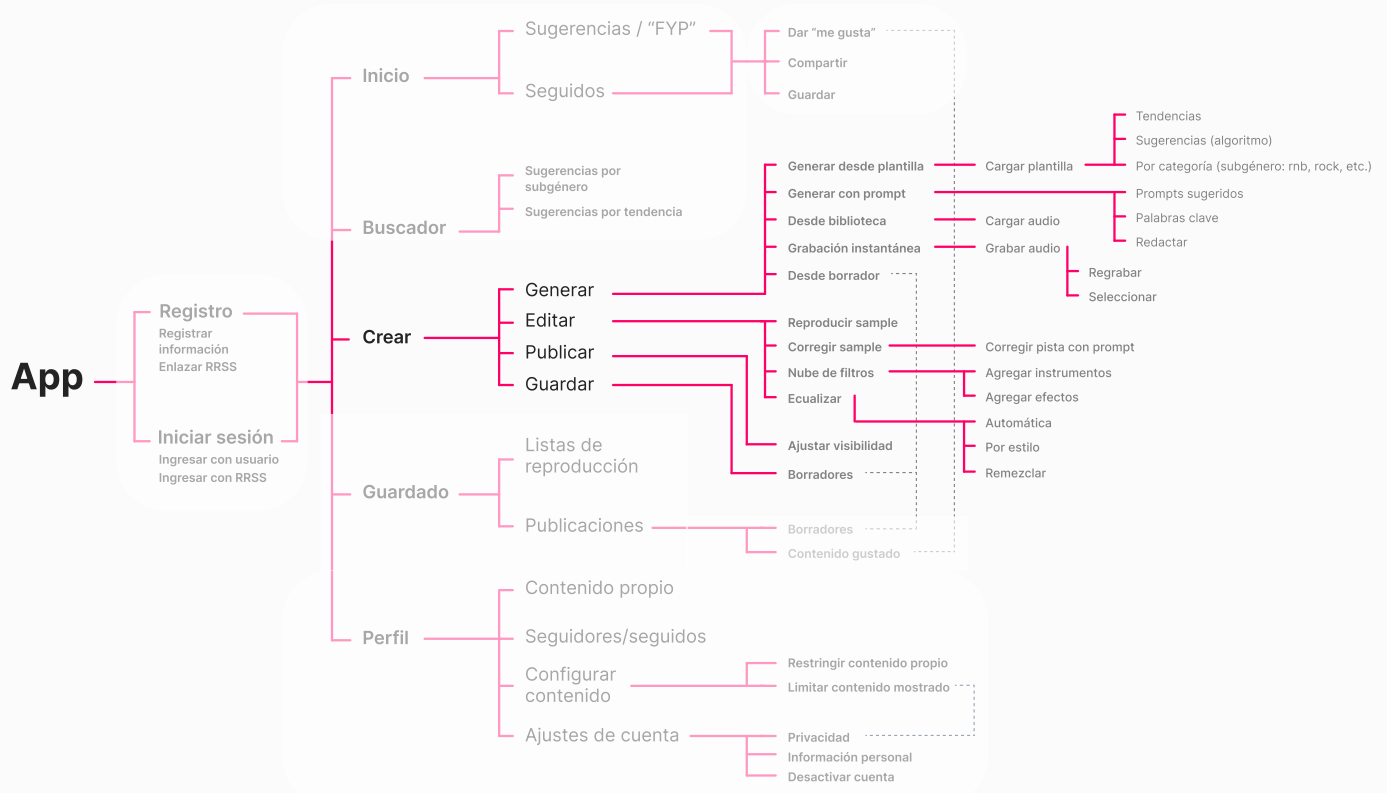 App
Registro
Registrar
información
Enlazar RRSS
Iniciar sesión
Ingresar con usuario
Ingresar con RRSS
Inicio
Sugerencias / “FYP”
Seguidos
Dar “me gusta”
Compartir
Guardar
Buscador
Sugerencias por
subgénero
Sugerencias por tendencia
Crear
Generar
Editar
Publicar
Guardar
Generar desde plantilla
Cargar plantilla
Tendencias
Sugerencias (algoritmo)
Por categoría (subgénero: rnb, rock, etc.)
Generar con prompt
Prompts sugeridos
Palabras clave
Redactar
Desde biblioteca
Cargar audio
Grabación instantánea
Grabar audio
Regrabar
Seleccionar
Desde borrador
Reproducir sample
Corregir sample
Corregir pista con prompt
Nube de filtros
Agregar instrumentos
Agregar efectos
Ecualizar
Automática
Por estilo
Remezclar
Ajustar visibilidad
Borradores
Guardado
Listas de
reproducción
Publicaciones
Borradores
Contenido gustado
Perfil
Contenido propio
Seguidores/seguidos
Configurar
contenido
Restringir contenido propio
Limitar contenido mostrado
Ajustes de cuenta
Privacidad
Información personal
Desactivar cuenta